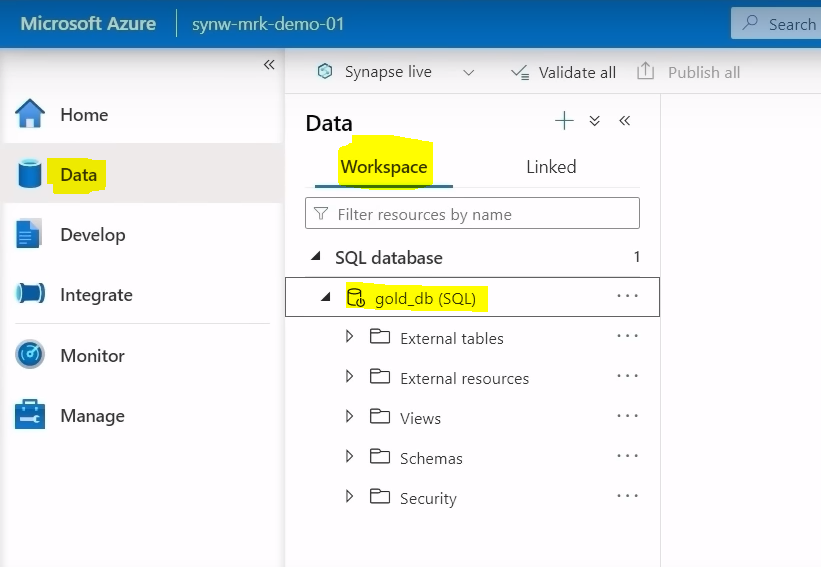 Microsoft Azure synw-mrk-demo-01 Search
Synapse live Validate all Publish all
Home
Data
Develop
Integrate
Monitor
Manage
Data
Workspace Linked
Filter resources by name
SQL database 1
gold_db (SQL)
External tables
External resources
Views
Schemas
Security